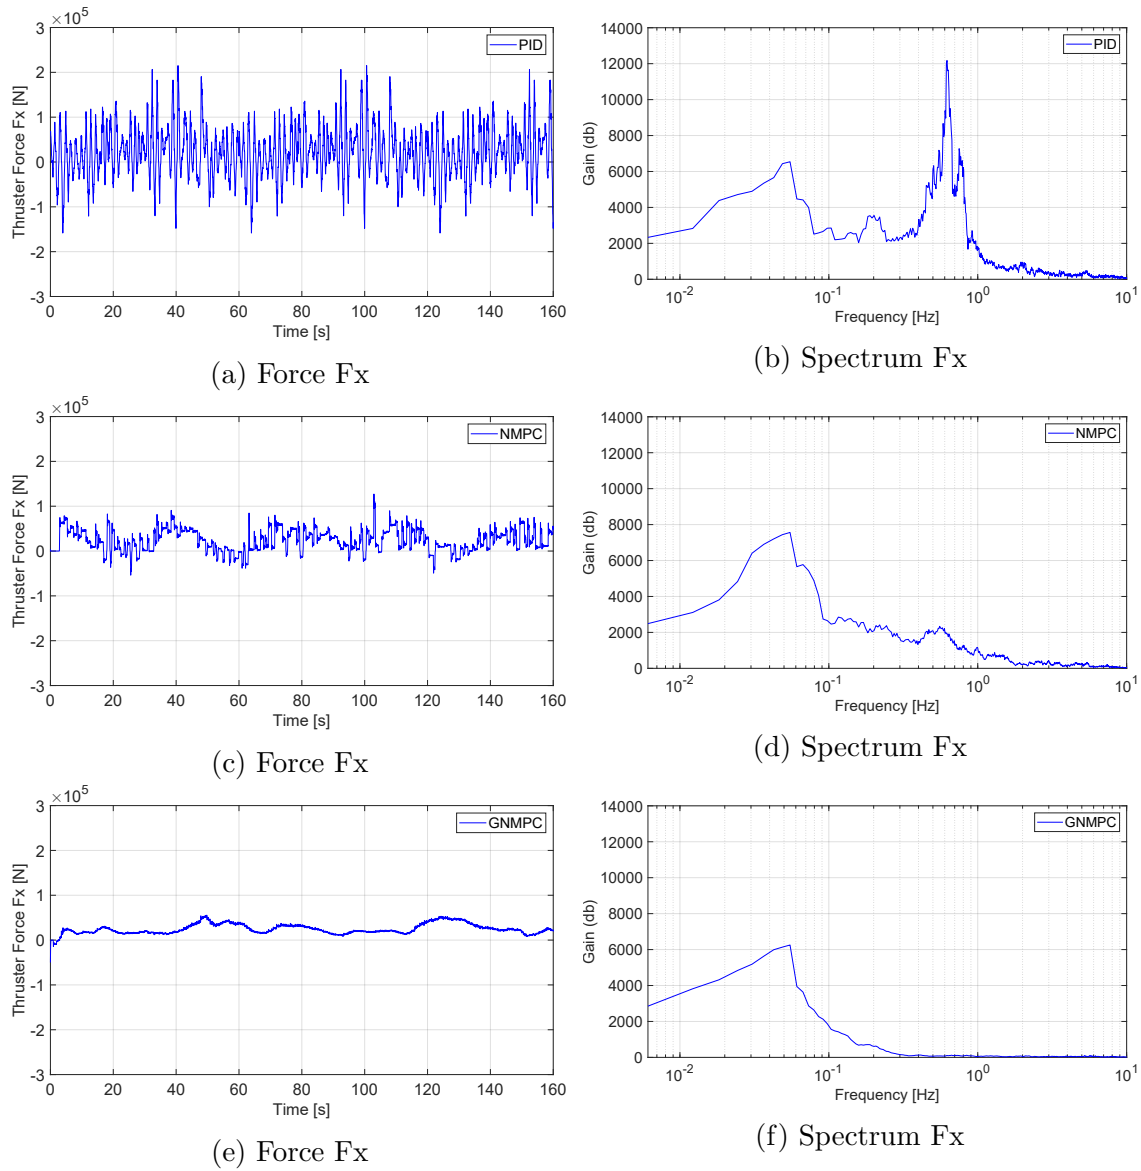 ×10^5
3
2
1
0
-1
-2
-3
Thruster Force Fx [N]
PID
0 20 40 60 80 100 120 140 160
Time [s]
(a) Force Fx
14000
12000
10000
8000
6000
4000
2000
0
Gain (db)
PID
10^-2 10^-1 10^0 10^1
Frequency [Hz]
(b) Spectrum Fx
×10^5
3
2
1
0
-1
-2
-3
Thruster Force Fx [N]
NMPC
0 20 40 60 80 100 120 140 160
Time [s]
(c) Force Fx
14000
12000
10000
8000
6000
4000
2000
0
Gain (db)
NMPC
10^-2 10^-1 10^0 10^1
Frequency [Hz]
(d) Spectrum Fx
×10^5
3
2
1
0
-1
-2
-3
Thruster Force Fx [N]
GNMPC
0 20 40 60 80 100 120 140 160
Time [s]
(e) Force Fx
14000
12000
10000
8000
6000
4000
2000
0
Gain (db)
GNMPC
10^-2 10^-1 10^0 10^1
Frequency [Hz]
(f) Spectrum Fx